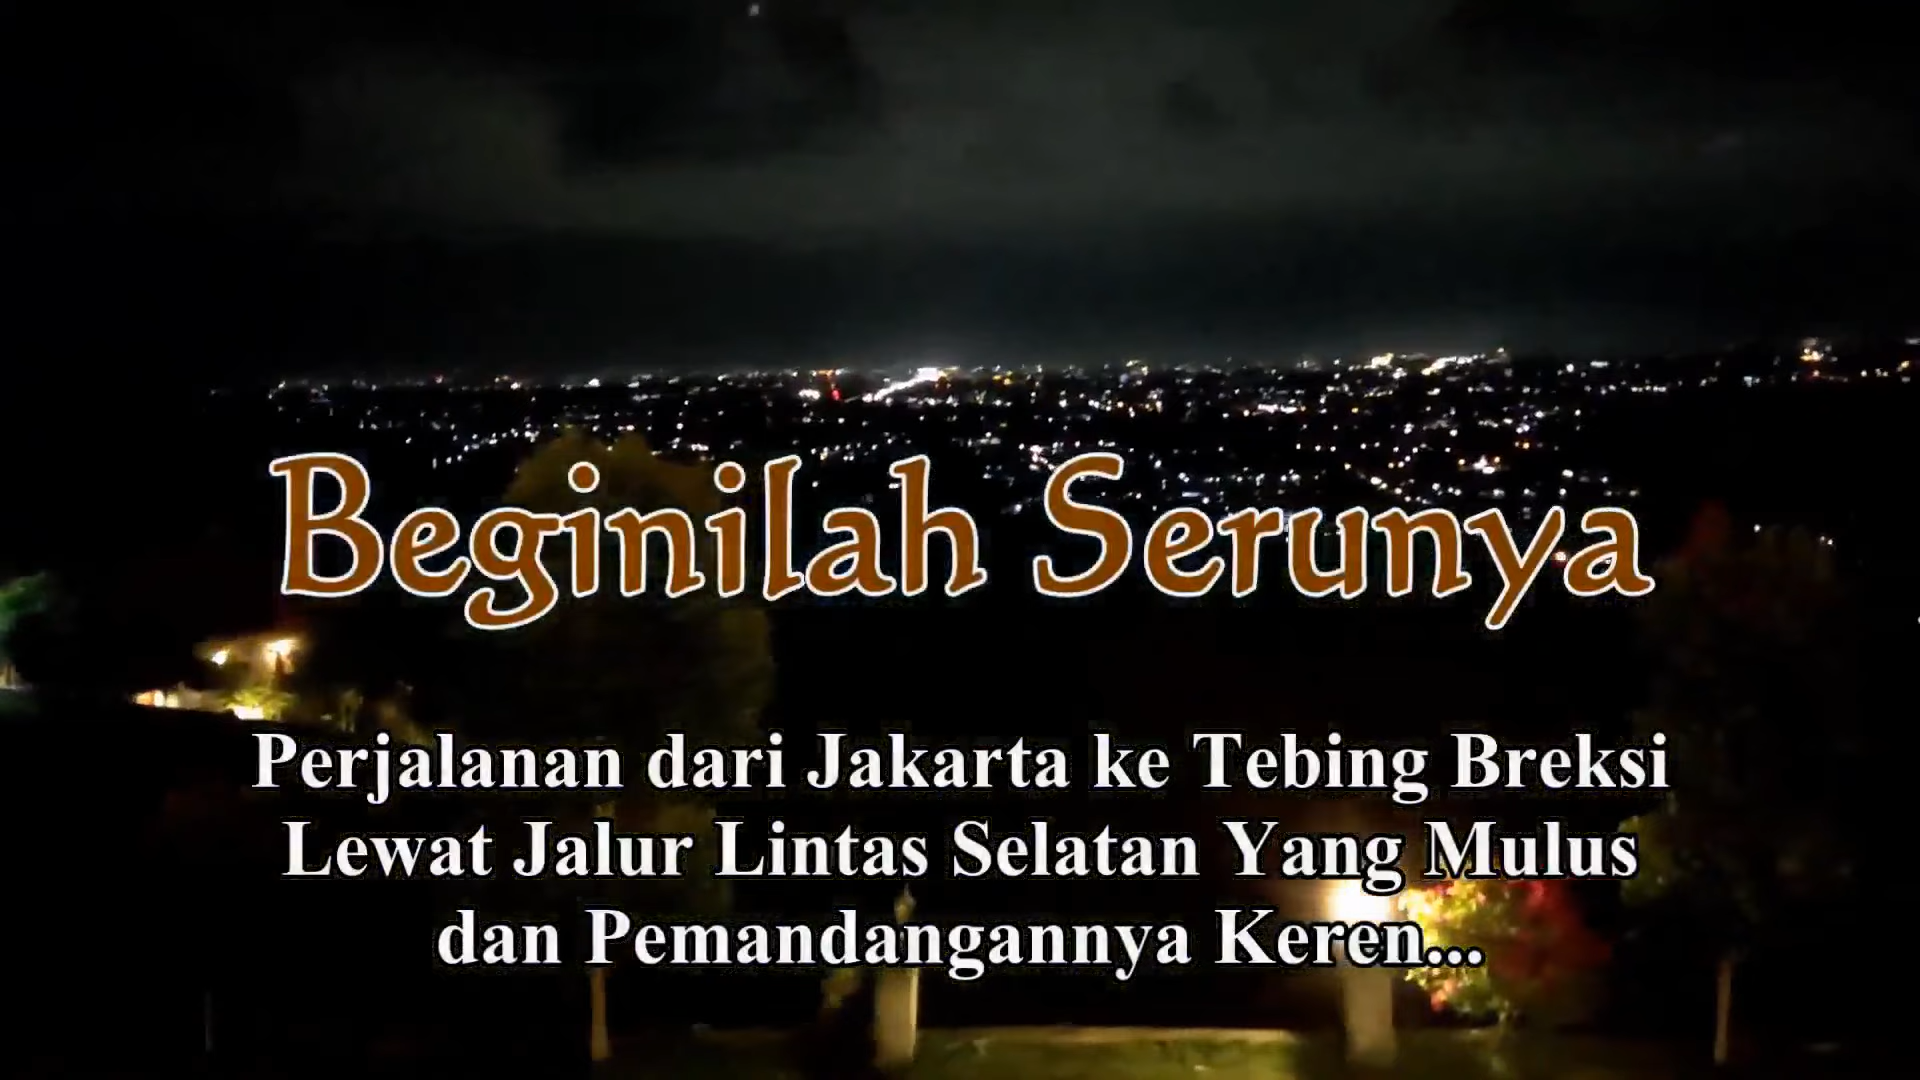 Beginilah Serunya
Perjalanan dari Jakarta ke Tebing Breksi
Lewat Jalur Lintas Selatan Yang Mulus
dan Pemandangannya Keren...